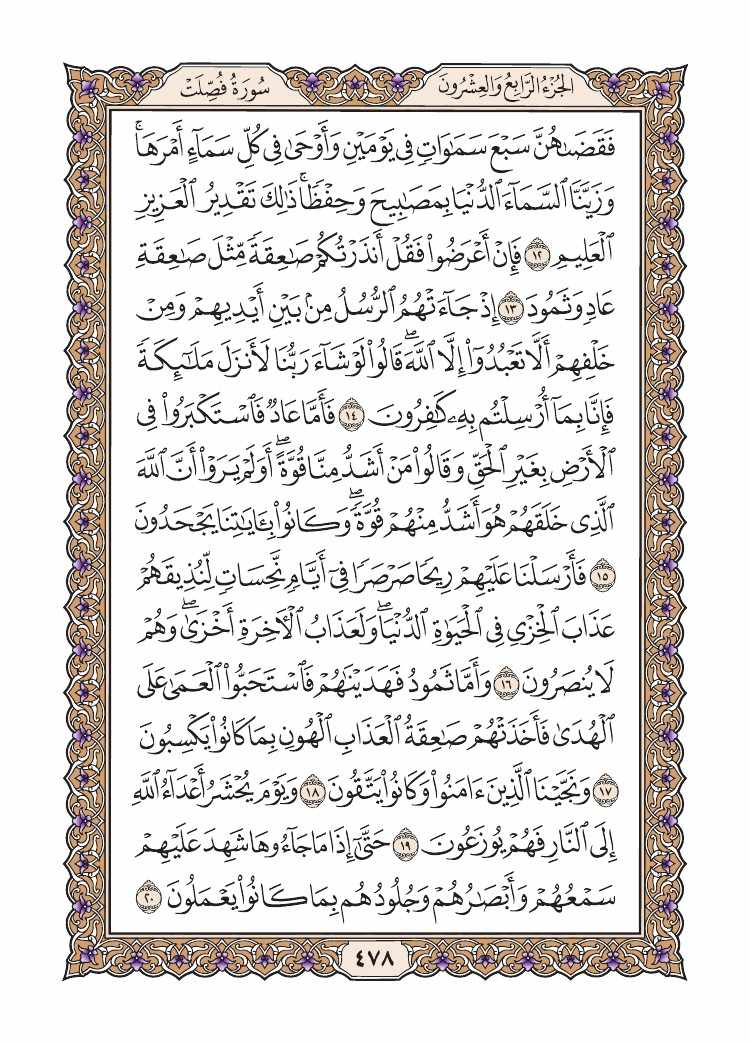 الجُزْءُ الرَّابِعُ وَالعِشْرُونَ
سُورَةُ فُصِّلَتْ
فَقَضَىٰهُنَّ سَبۡعَ سَمَٰوَاتٖ فِي يَوۡمَيۡنِ وَأَوۡحَىٰ فِي كُلِّ سَمَآءٍ أَمۡرَهَاۚ
وَزَيَّنَّا ٱلسَّمَآءَ ٱلدُّنۡيَا بِمَصَٰبِيحَ وَحِفۡظٗاۚ ذَٰلِكَ تَقۡدِيرُ ٱلۡعَزِيزِ
ٱلۡعَلِيمِ ١٢ فَإِنۡ أَعۡرَضُواْ فَقُلۡ أَنذَرۡتُكُمۡ صَٰعِقَةٗ مِّثۡلَ صَٰعِقَةِ
عَادٖ وَثَمُودَ ١٣ إِذۡ جَآءَتۡهُمُ ٱلرُّسُلُ مِنۢ بَيۡنِ أَيۡدِيهِمۡ وَمِنۡ
خَلۡفِهِمۡ أَلَّا تَعۡبُدُوٓاْ إِلَّا ٱللَّهَۖ قَالُواْ لَوۡ شَآءَ رَبُّنَا لَأَنزَلَ مَلَٰٓئِكَةٗ
فَإِنَّا بِمَآ أُرۡسِلۡتُم بِهِۦ كَٰفِرُونَ ١٤ فَأَمَّا عَادٞ فَٱسۡتَكۡبَرُواْ فِي
ٱلۡأَرۡضِ بِغَيۡرِ ٱلۡحَقِّ وَقَالُواْ مَنۡ أَشَدُّ مِنَّا قُوَّةًۖ أَوَلَمۡ يَرَوۡاْ أَنَّ ٱللَّهَ
ٱلَّذِي خَلَقَهُمۡ هُوَ أَشَدُّ مِنۡهُمۡ قُوَّةٗۖ وَكَانُواْ بِـَٔايَٰتِنَا يَجۡحَدُونَ
١٥ فَأَرۡسَلۡنَا عَلَيۡهِمۡ رِيحٗا صَرۡصَرٗا فِيٓ أَيَّامٖ نَّحِسَاتٖ لِّنُذِيقَهُمۡ
عَذَابَ ٱلۡخِزۡيِ فِي ٱلۡحَيَوٰةِ ٱلدُّنۡيَاۖ وَلَعَذَابُ ٱلۡأٓخِرَةِ أَخۡزَىٰۖ وَهُمۡ
لَا يُنصَرُونَ ١٦ وَأَمَّا ثَمُودُ فَهَدَيۡنَٰهُمۡ فَٱسۡتَحَبُّواْ ٱلۡعَمَىٰ عَلَى
ٱلۡهُدَىٰ فَأَخَذَتۡهُمۡ صَٰعِقَةُ ٱلۡعَذَابِ ٱلۡهُونِ بِمَا كَانُواْ يَكۡسِبُونَ
١٧ وَنَجَّيۡنَا ٱلَّذِينَ ءَامَنُواْ وَكَانُواْ يَتَّقُونَ ١٨ وَيَوۡمَ يُحۡشَرُ أَعۡدَآءُ ٱللَّهِ
إِلَى ٱلنَّارِ فَهُمۡ يُوزَعُونَ ١٩ حَتَّىٰٓ إِذَا مَا جَآءُوهَا شَهِدَ عَلَيۡهِمۡ
سَمۡعُهُمۡ وَأَبۡصَٰرُهُمۡ وَجُلُودُهُم بِمَا كَانُواْ يَعۡمَلُونَ ٢٠
٤٧٨